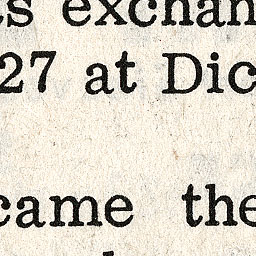 s exchan
27 at Dic
came the